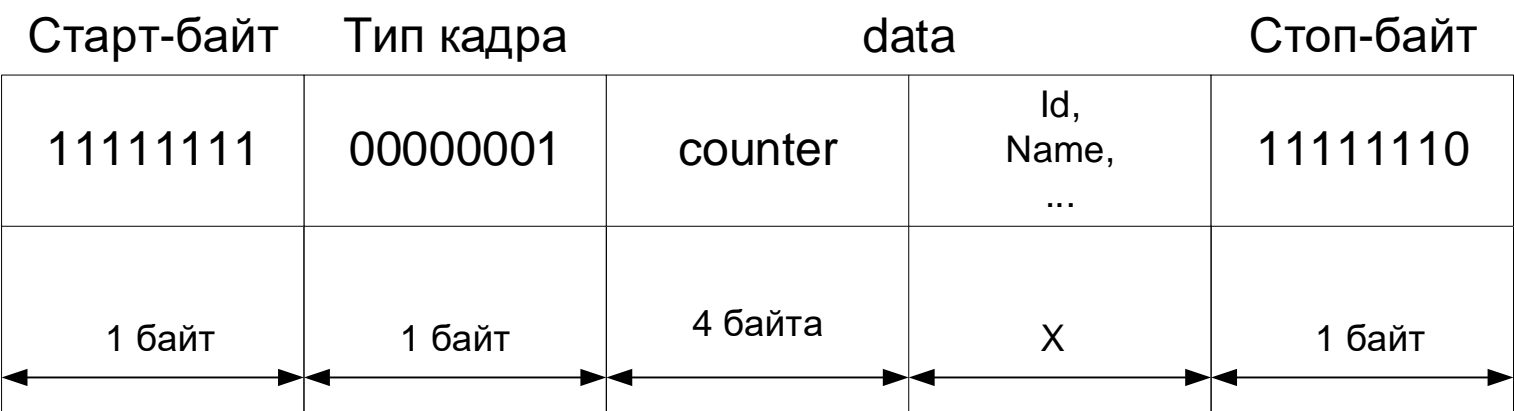 Старт-байт Тип кадра data Стоп-байт
11111111 00000001 counter Id, Name, ... 11111110
1 байт 1 байт 4 байта X 1 байт